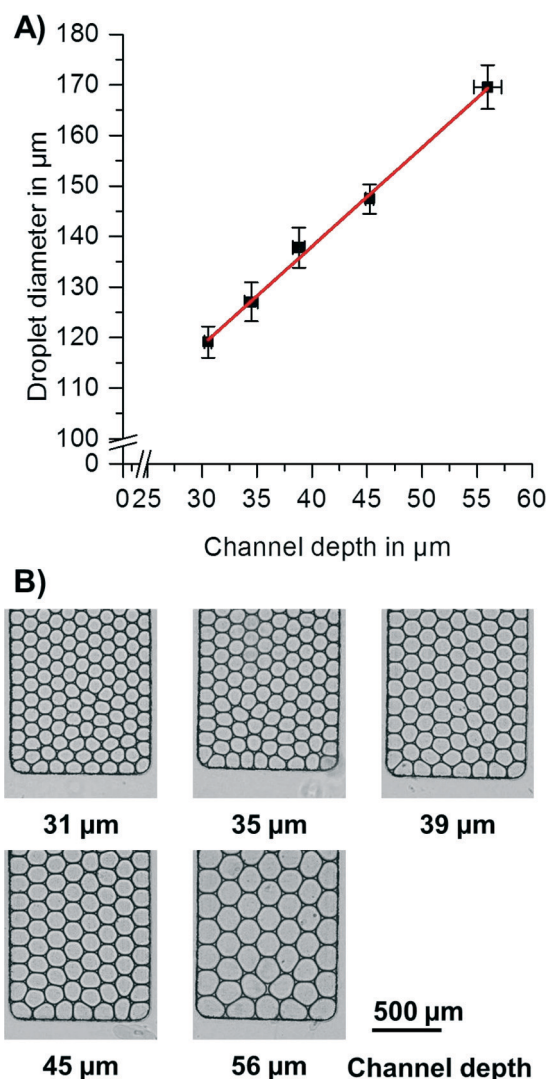 A)
180
170
160
150
140
130
120
110
100
0
Droplet diameter in µm
0 25 30 35 40 45 50 55 60
Channel depth in µm
B)
31 µm 35 µm 39 µm
500 µm
45 µm 56 µm Channel depth